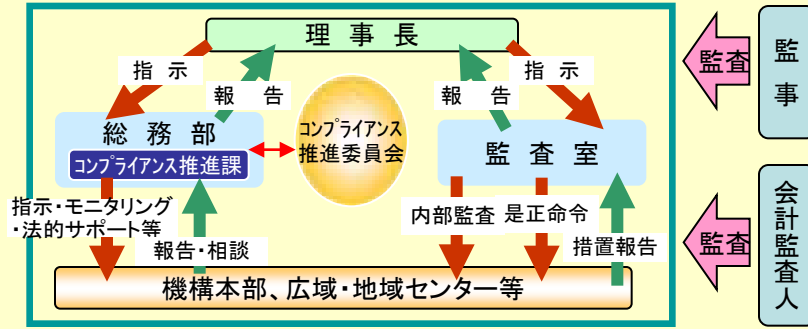 理事長
指示
報告
報告
指示
監査
監事
総務部
コンプライアンス推進課
コンプライアンス
推進委員会
監査室
指示・モニタリング
・法的サポート等
報告・相談
内部監査
是正命令
措置報告
監査
会計監査人
機構本部、広域・地域センター等